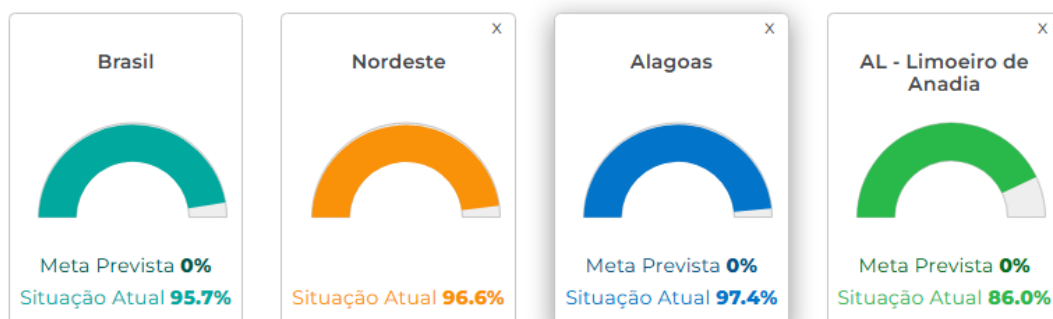 Brasil
Meta Prevista 0%
Situação Atual 95.7%
X
Nordeste
Situação Atual 96.6%
X
Alagoas
Meta Prevista 0%
Situação Atual 97.4%
X
AL - Limoeiro de
Anadia
Meta Prevista 0%
Situação Atual 86.0%